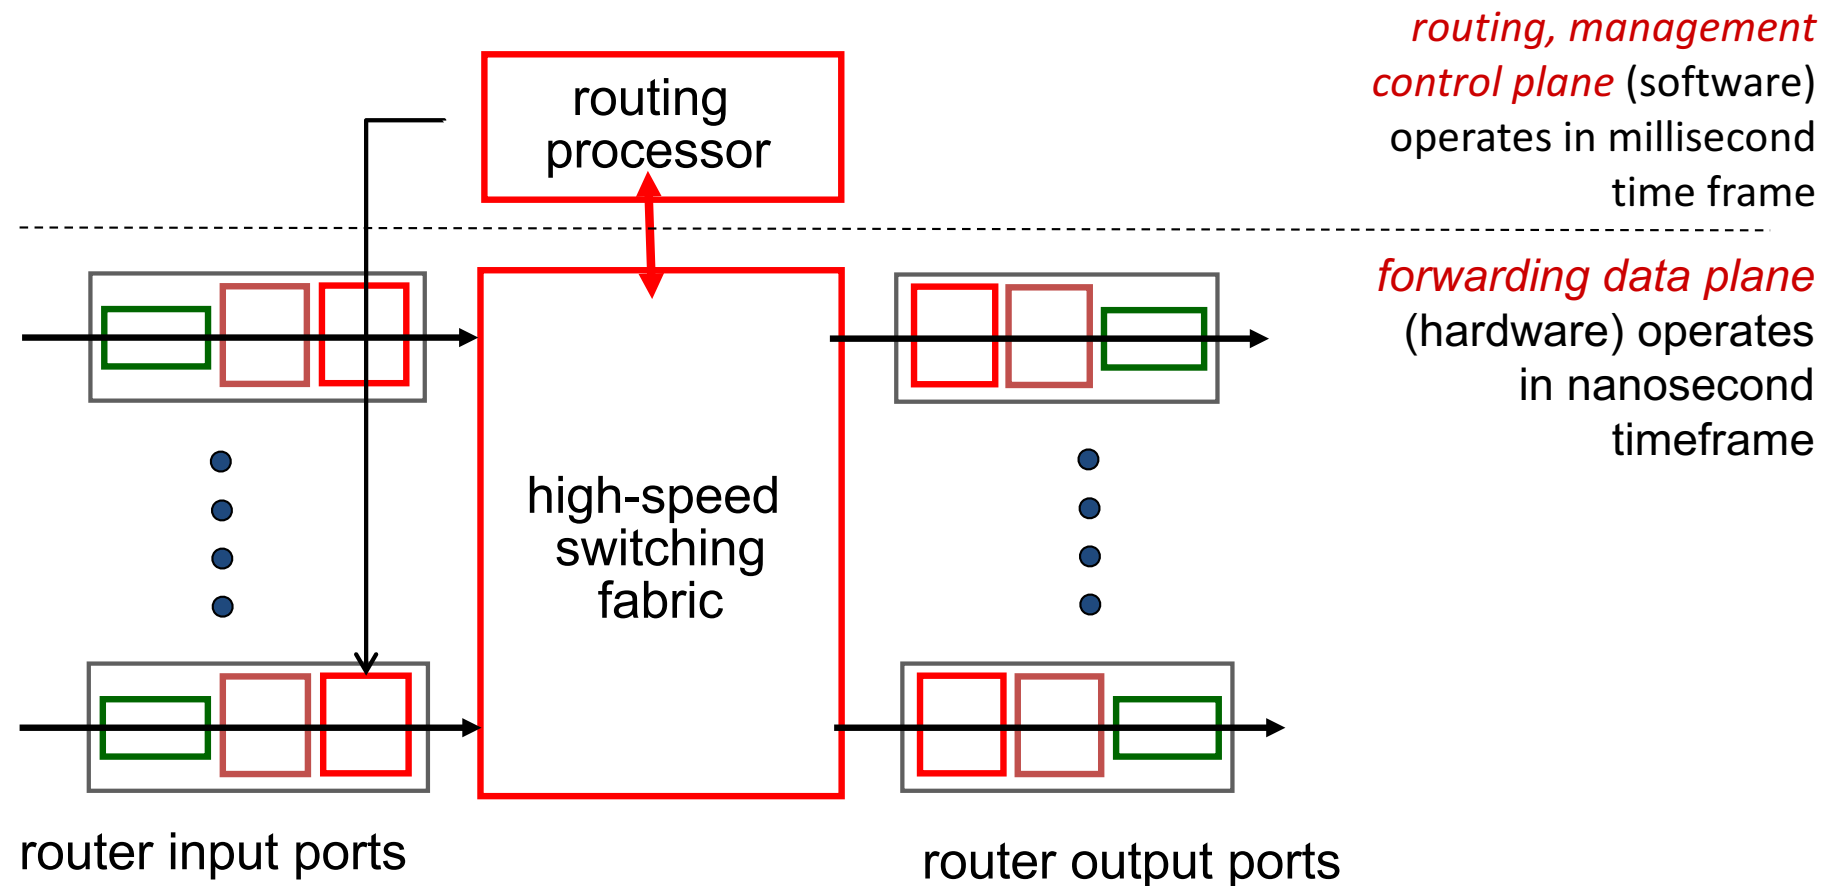 routing, management
control plane (software)
operates in millisecond
time frame
routing
processor
forwarding data plane
(hardware) operates
in nanosecond
timeframe
high-speed
switching
fabric
router input ports
router output ports